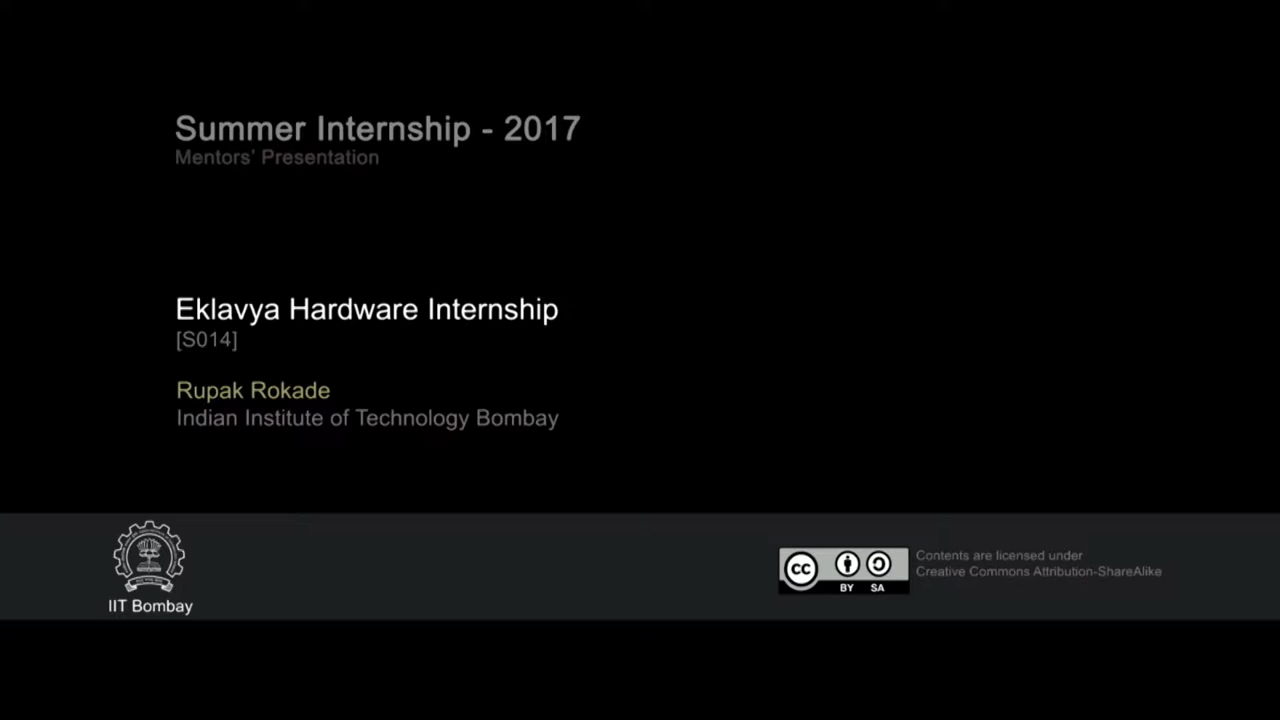 Summer Internship - 2017
Mentors' Presentation
Eklavya Hardware Internship
[S014]
Rupak Rokade
Indian Institute of Technology Bombay
IIT Bombay
cc
BY SA
Contents are licensed under
Creative Commons Attribution-ShareAlike